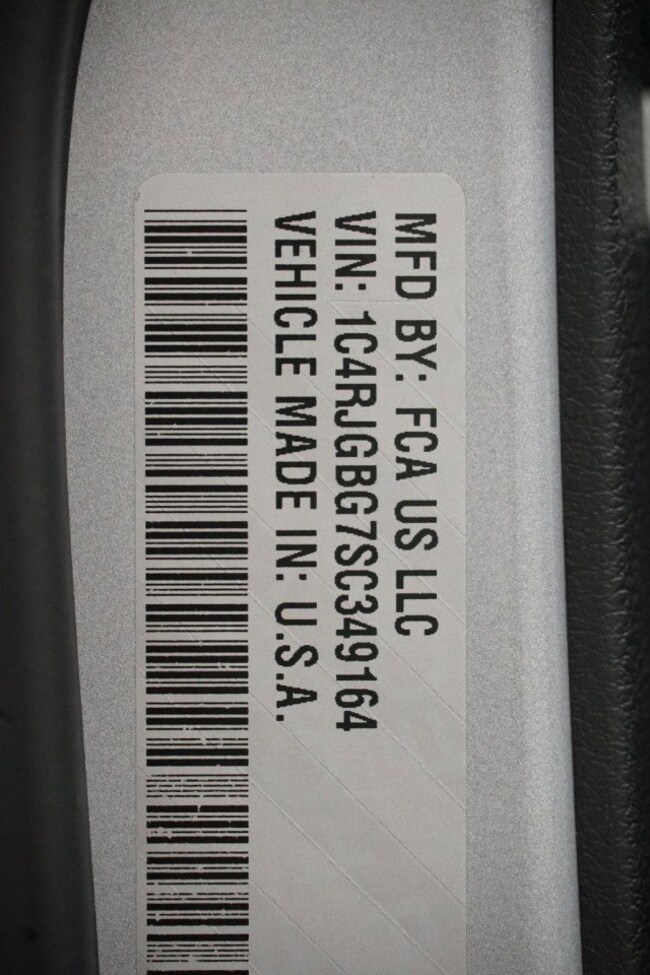 MFD BY: FCA US LLC
VIN: 1C4RJGBG7SC349164
VEHICLE MADE IN: U.S.A.